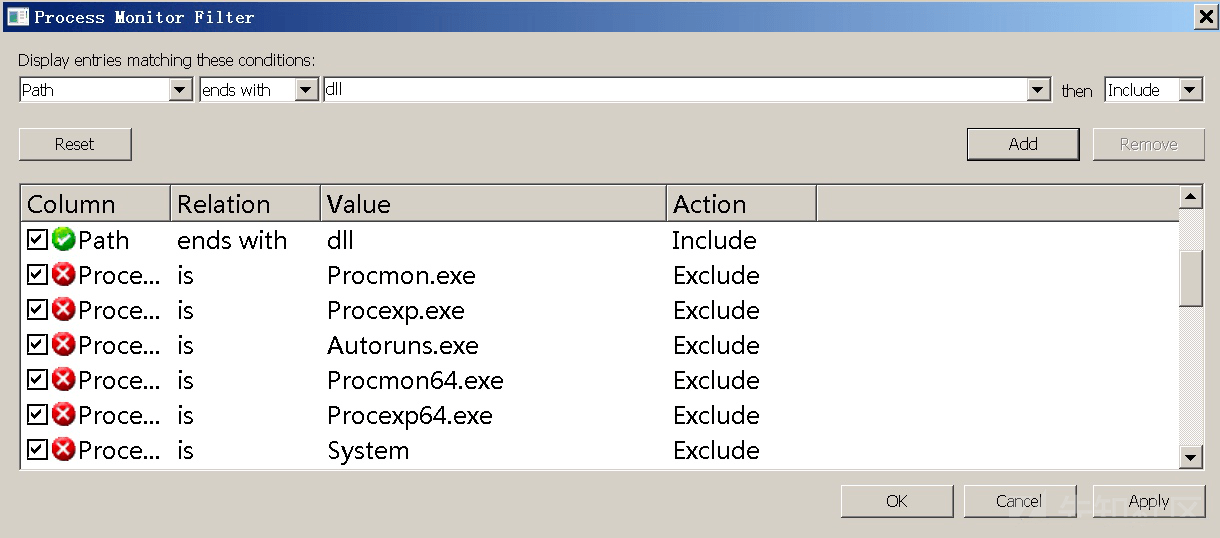 Process Monitor Filter
Display entries matching these conditions:
Path ends with dll then Include
Reset Add Remove
Column Relation Value Action
Path ends with dll Include
Proce... is Procmon.exe Exclude
Proce... is Procexp.exe Exclude
Proce... is Autoruns.exe Exclude
Proce... is Procmon64.exe Exclude
Proce... is Procexp64.exe Exclude
Proce... is System Exclude
OK Cancel Apply